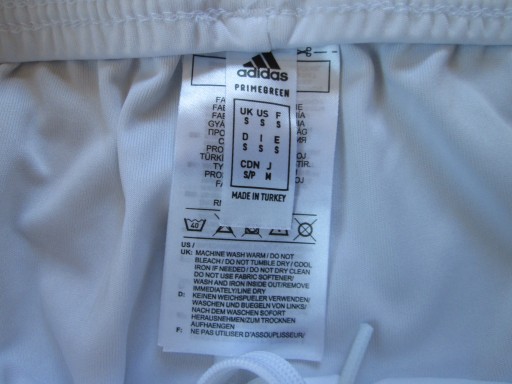 adidas
PRIMEGREEN
UK US F
S S S
D I E
S S S
CDN J
S/P M
MADE IN TURKEY
40
US /
UK: MACHINE WASH WARM / DO NOT
BLEACH / DO NOT TUMBLE DRY / COOL
IRON IF NEEDED / DO NOT DRY CLEAN
DO NOT USE FABRIC SOFTENER/
WASH AND IRON INSIDE OUT/REMOVE
IMMEDIATELY/LINE DRY
D: KEINEN WEICHSPUELER VERWENDEN/
WASCHEN UND BUEGELN VON LINKS/
NACH DEM WASCHEN SOFORT
HERAUSNEHMEN/ZUM TROCKNEN
AUFHAENGEN
F: NE PAS UTILISER D'ASSOUPLISSEUR/